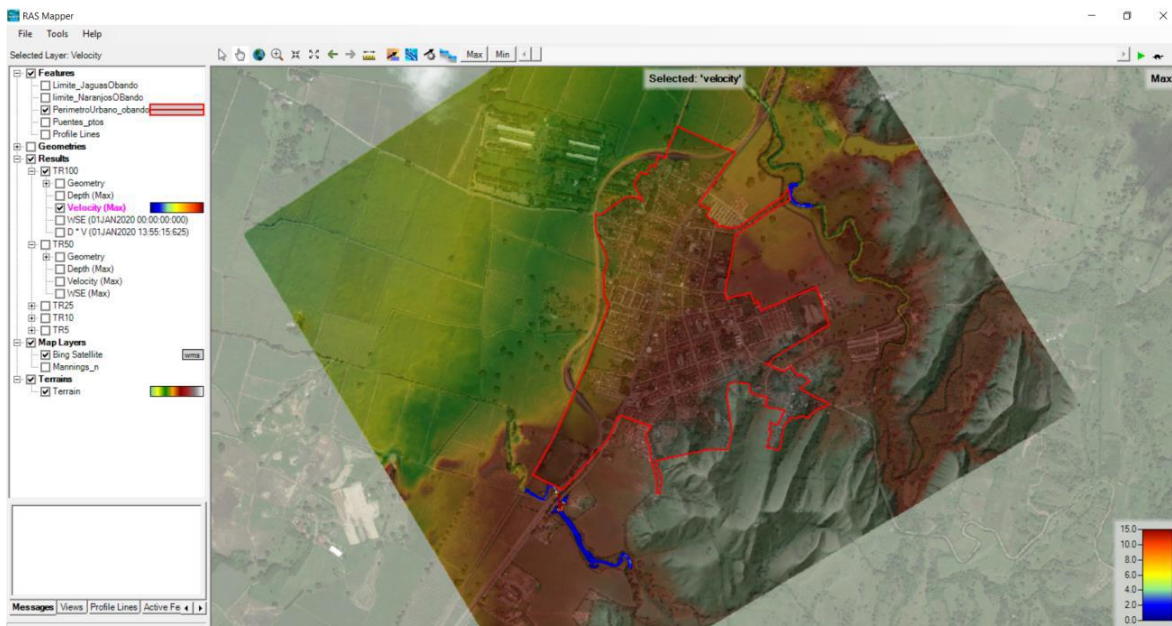 RAS Mapper
File Tools Help
Selected Layer: Velocity
Max Min
Features
Limite_JaguasObando
limite_NaranjosOBando
PerimetroUrbano_obando
Puentes_ptos
Profile Lines
Geometries
Results
TR100
Geometry
Depth (Max)
Velocity (Max)
WSE (01JAN2020 00:00:00:000)
D * V (01JAN2020 13:55:15:625)
TR50
Geometry
Depth (Max)
Velocity (Max)
WSE (Max)
TR25
TR10
TR5
Map Layers
Bing Satellite wms
Mannings_n
Terrains
Terrain
Selected: 'velocity'
Max
15.0
10.0
8.0
6.0
4.0
2.0
0.0
Messages Views Profile Lines Active Fe